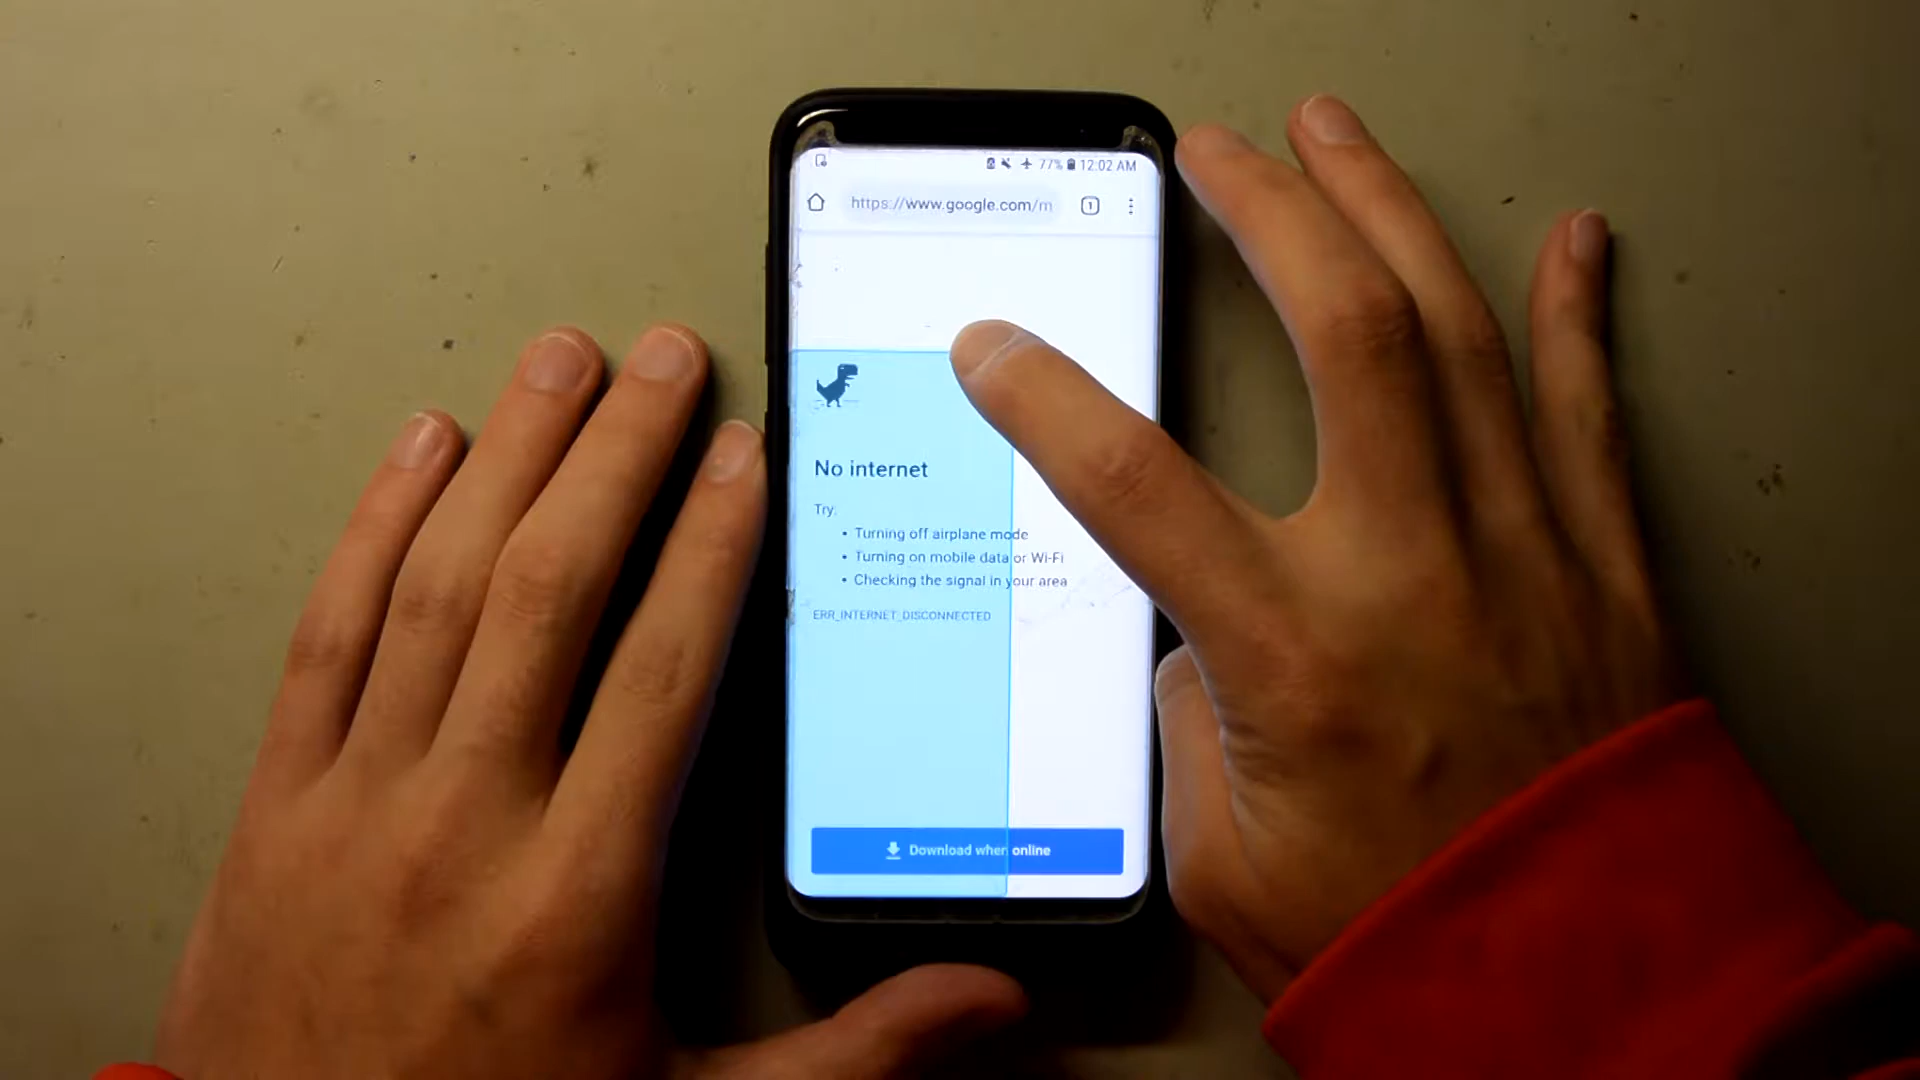 77% 12:02 AM
https://www.google.com/m
1
No internet
Try:
• Turning off airplane mode
• Turning on mobile data or Wi-Fi
• Checking the signal in your area
ERR_INTERNET_DISCONNECTED
Download when online